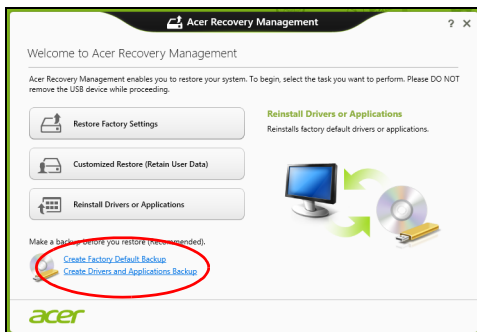 Acer Recovery Management
? X
Welcome to Acer Recovery Management
Acer Recovery Management enables you to restore your system. To begin, select the task you want to perform. Please DO NOT
remove the USB device while proceeding.
Restore Factory Settings
Customized Restore (Retain User Data)
Reinstall Drivers or Applications
Reinstall Drivers or Applications
Reinstalls factory default drivers or applications.
Make a backup before you restore (Recommended).
Create Factory Default Backup
Create Drivers and Applications Backup
acer